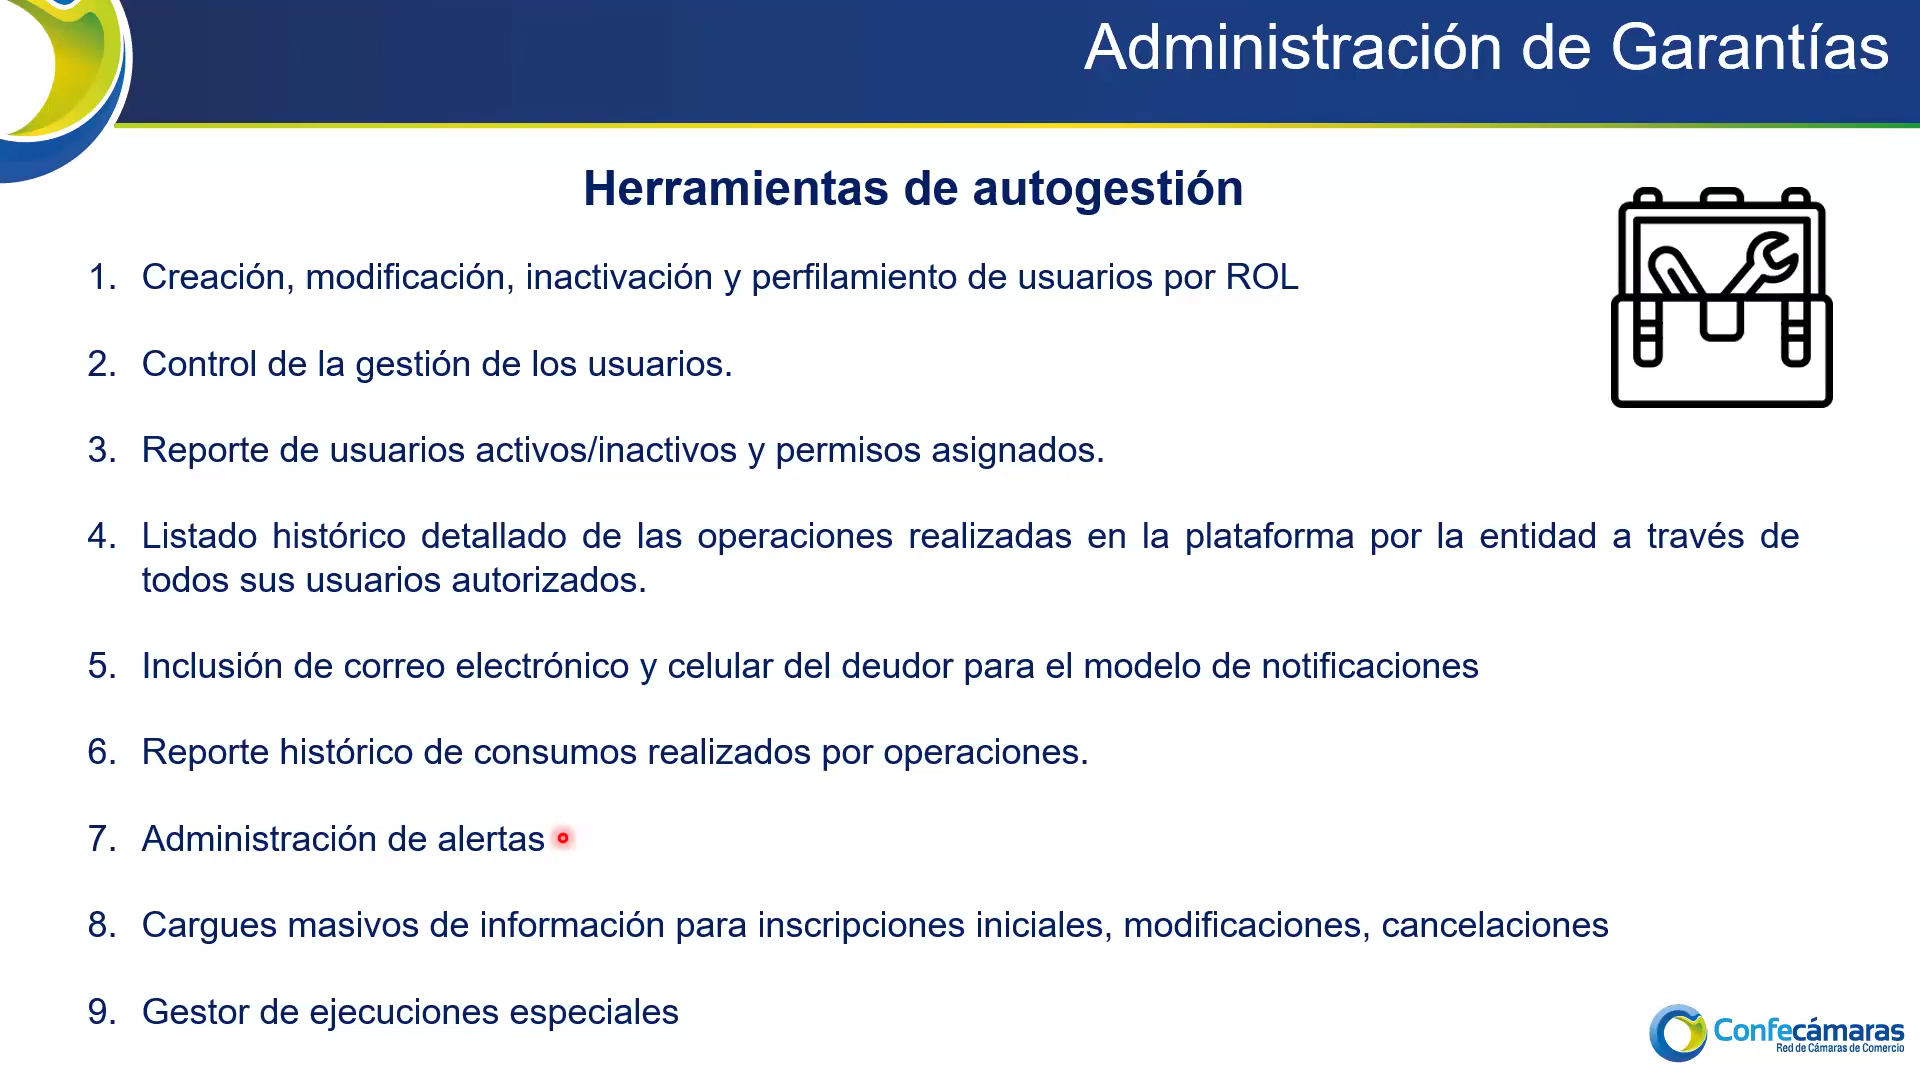 Administración de Garantías
Herramientas de autogestión
1. Creación, modificación, inactivación y perfilamiento de usuarios por ROL
2. Control de la gestión de los usuarios.
3. Reporte de usuarios activos/inactivos y permisos asignados.
4. Listado histórico detallado de las operaciones realizadas en la plataforma por la entidad a través de
todos sus usuarios autorizados.
5. Inclusión de correo electrónico y celular del deudor para el modelo de notificaciones
6. Reporte histórico de consumos realizados por operaciones.
7. Administración de alertas
8. Cargues masivos de información para inscripciones iniciales, modificaciones, cancelaciones
9. Gestor de ejecuciones especiales
Confecámaras
Red de Cámaras de Comercio